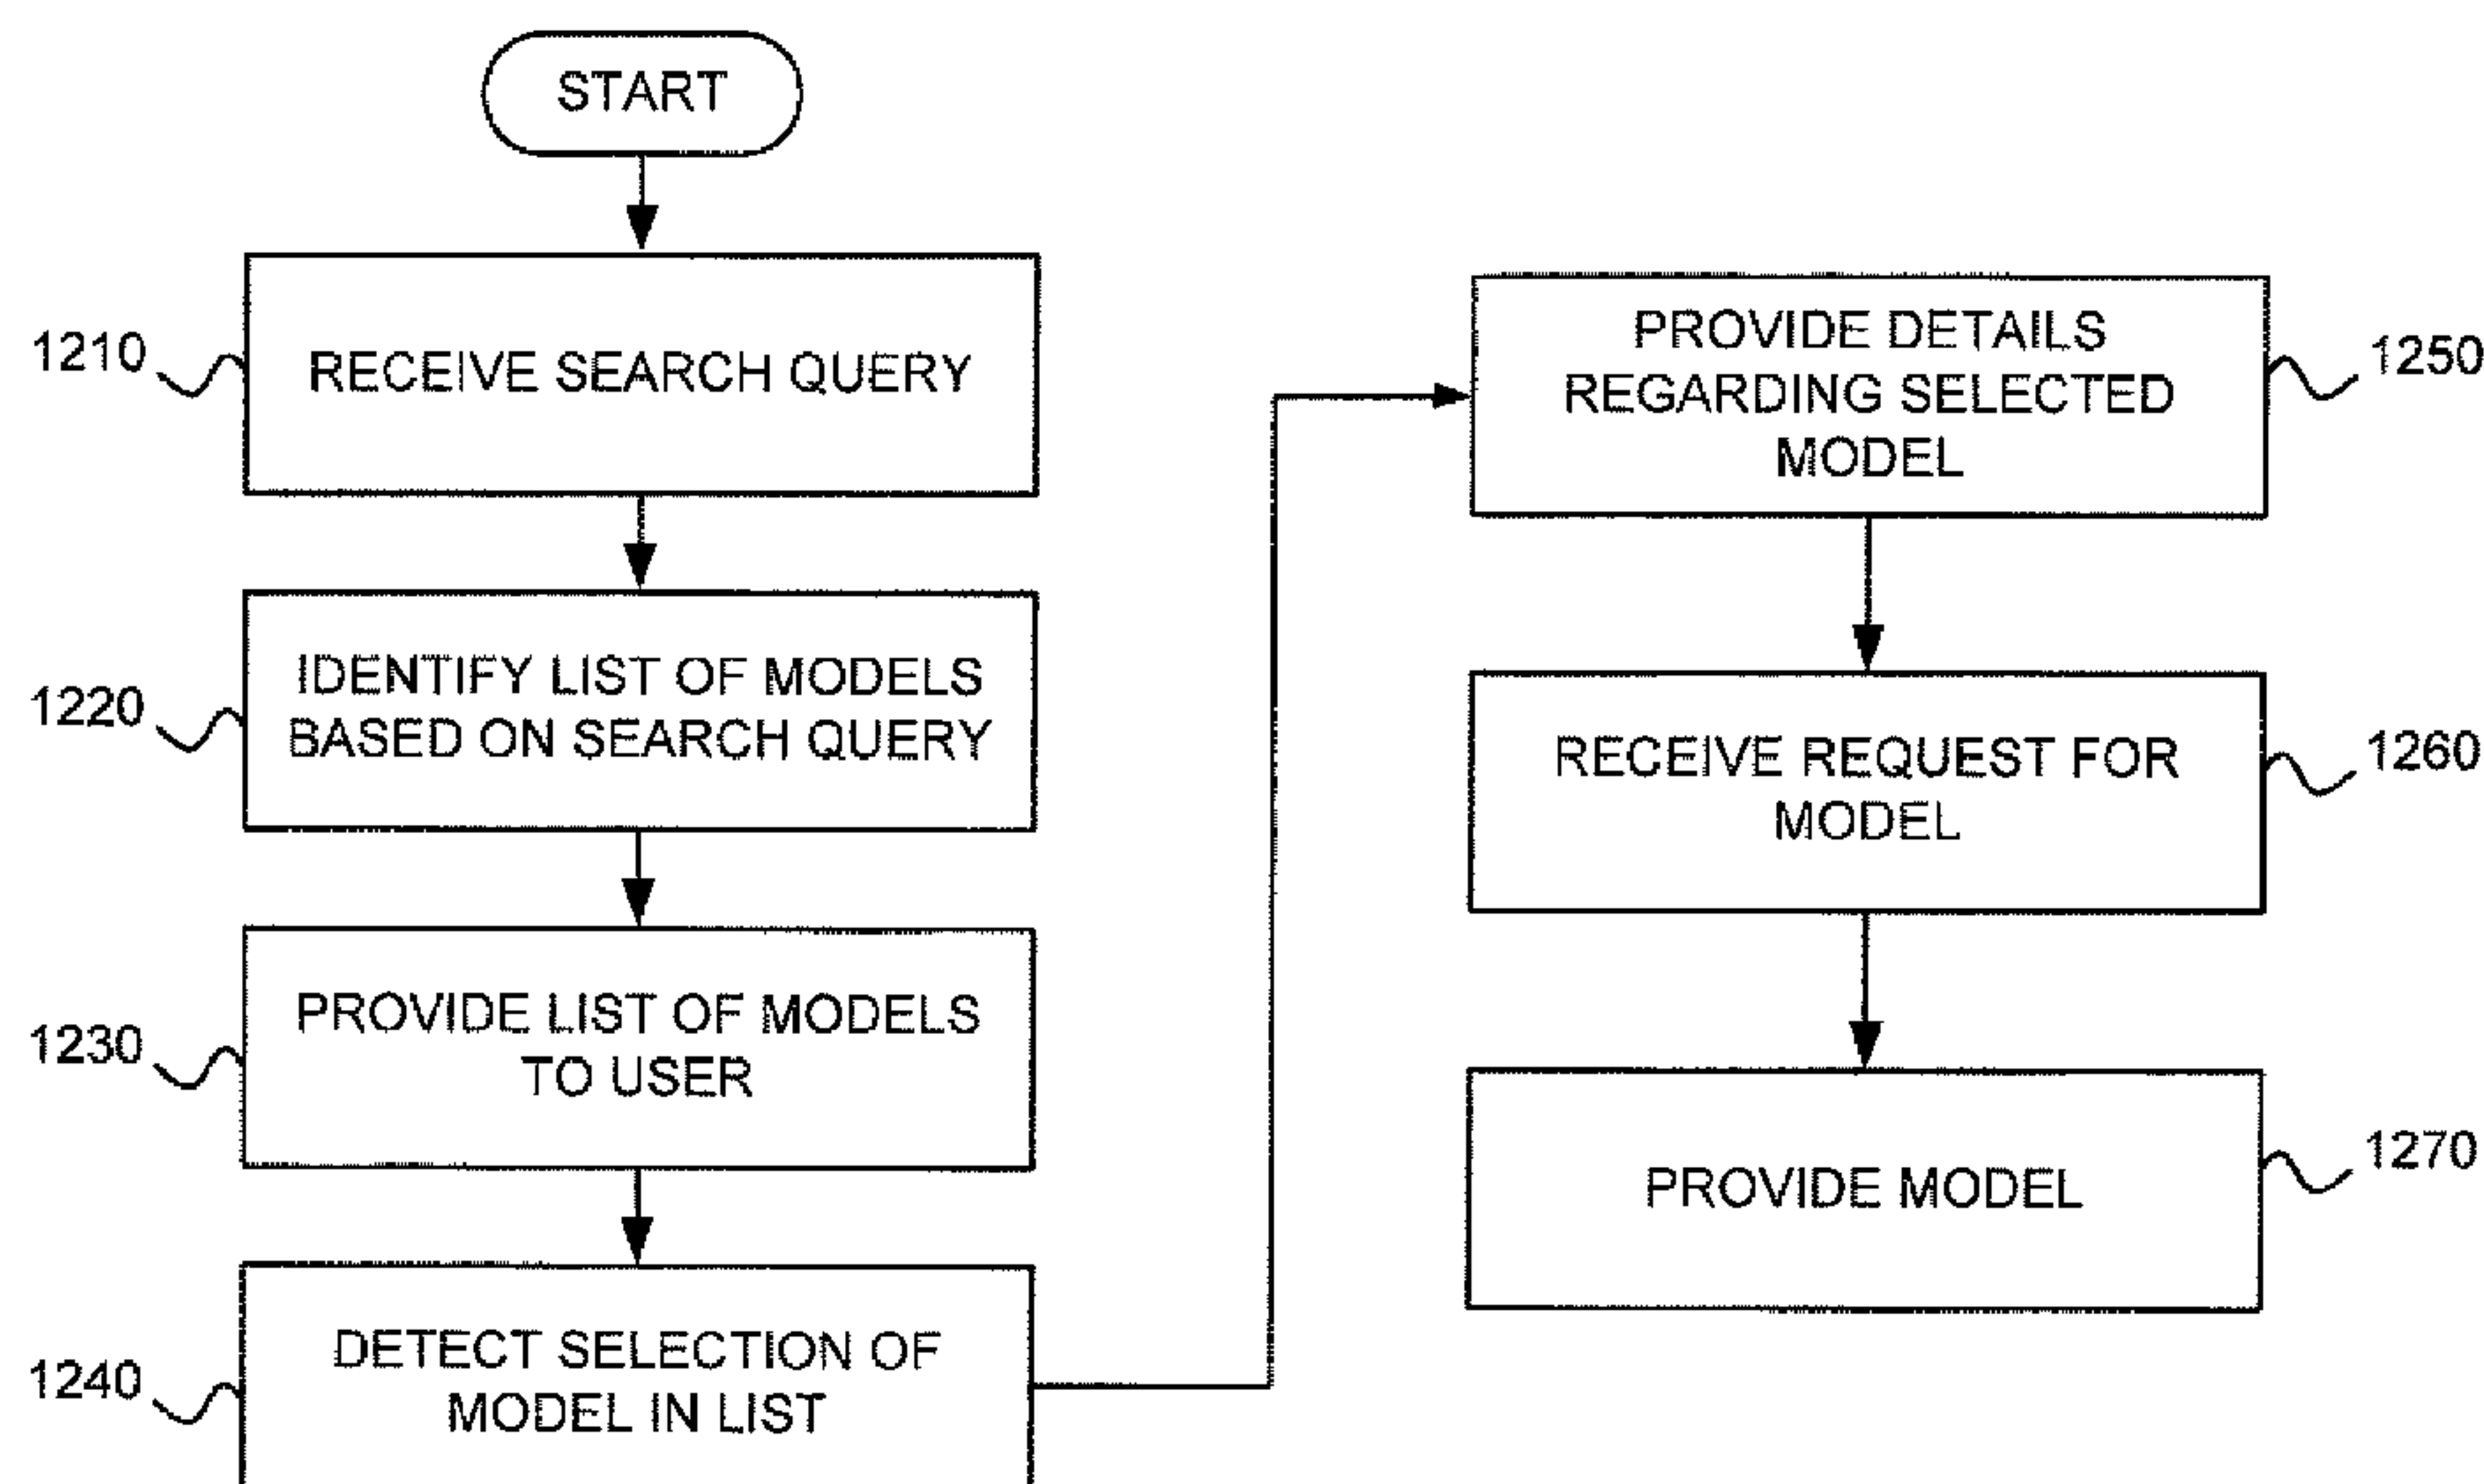 START
1210
RECEIVE SEARCH QUERY
1220
IDENTIFY LIST OF MODELS
BASED ON SEARCH QUERY
1230
PROVIDE LIST OF MODELS
TO USER
1240
DETECT SELECTION OF
MODEL IN LIST
PROVIDE DETAILS
REGARDING SELECTED
MODEL
1250
RECEIVE REQUEST FOR
MODEL
1260
PROVIDE MODEL
1270